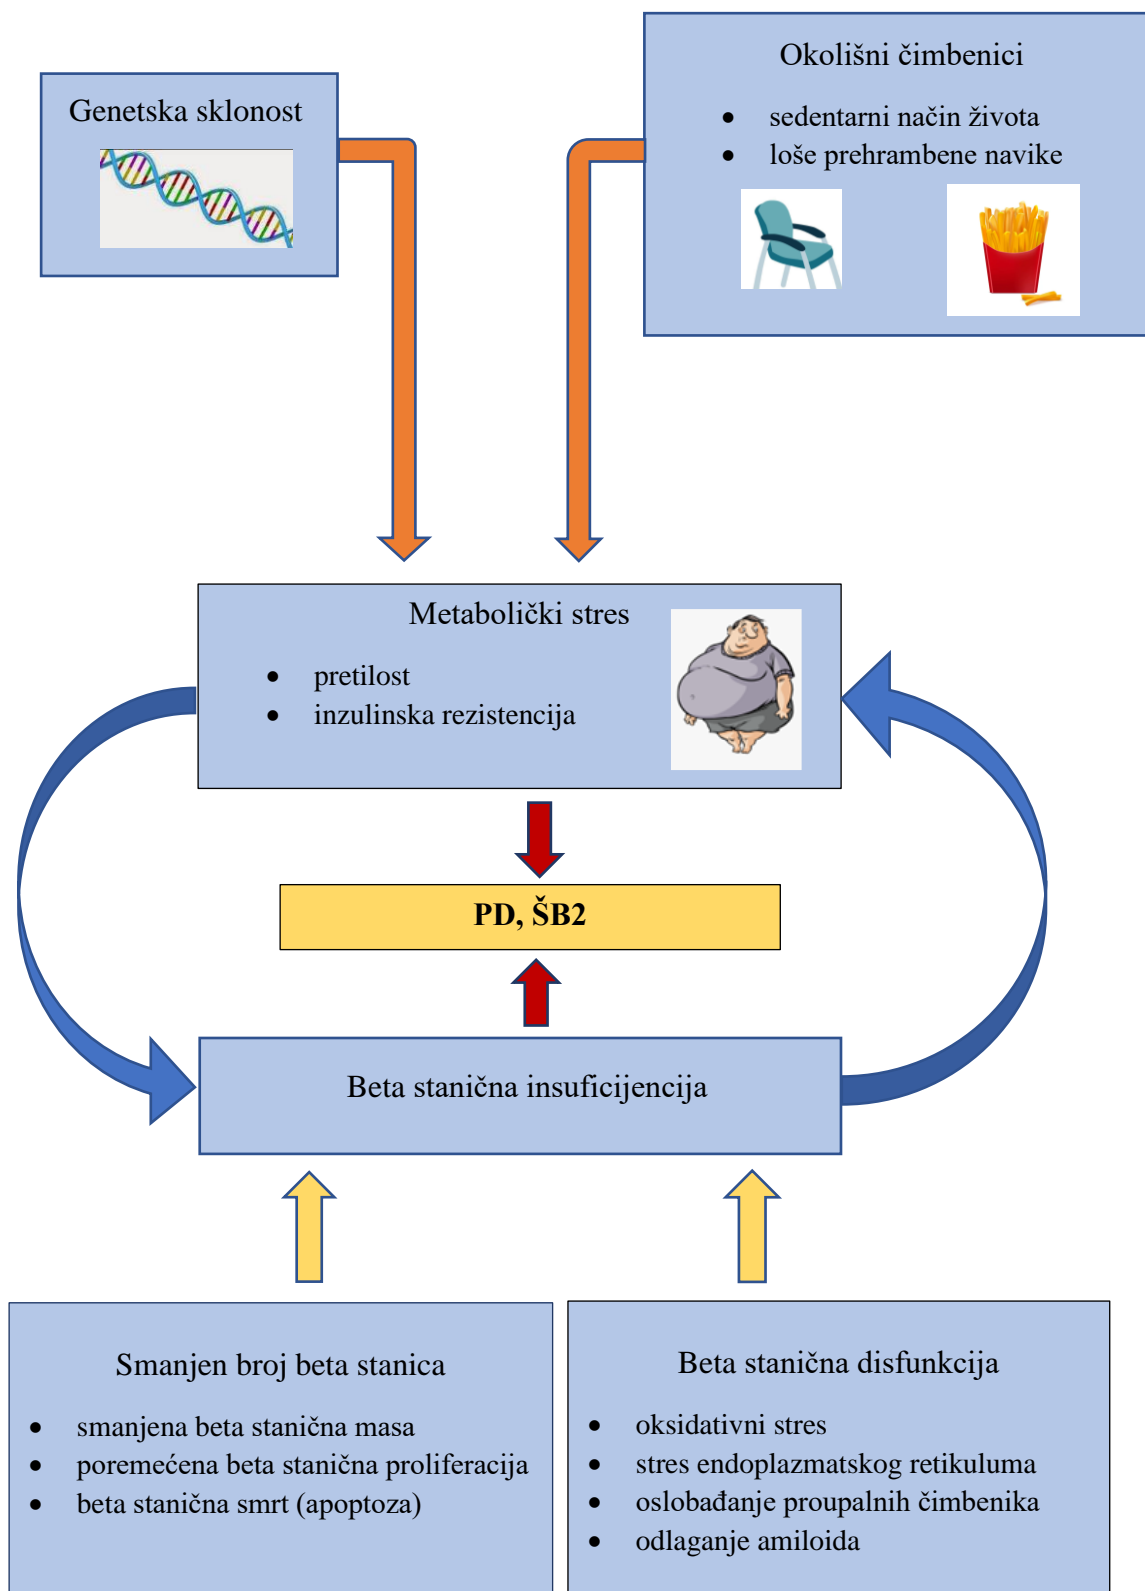 Genetska sklonost
Okolišni čimbenici
• sedentarni način života
• loše prehrambene navike
Metabolički stres
• pretilost
• inzulinska rezistencija
PD, ŠB2
Beta stanična insuficijencija
Smanjen broj beta stanica
• smanjena beta stanična masa
• poremećena beta stanična proliferacija
• beta stanična smrt (apoptoza)
Beta stanična disfunkcija
• oksidativni stres
• stres endoplazmatskog retikuluma
• oslobađanje proupalnih čimbenika
• odlaganje amiloida